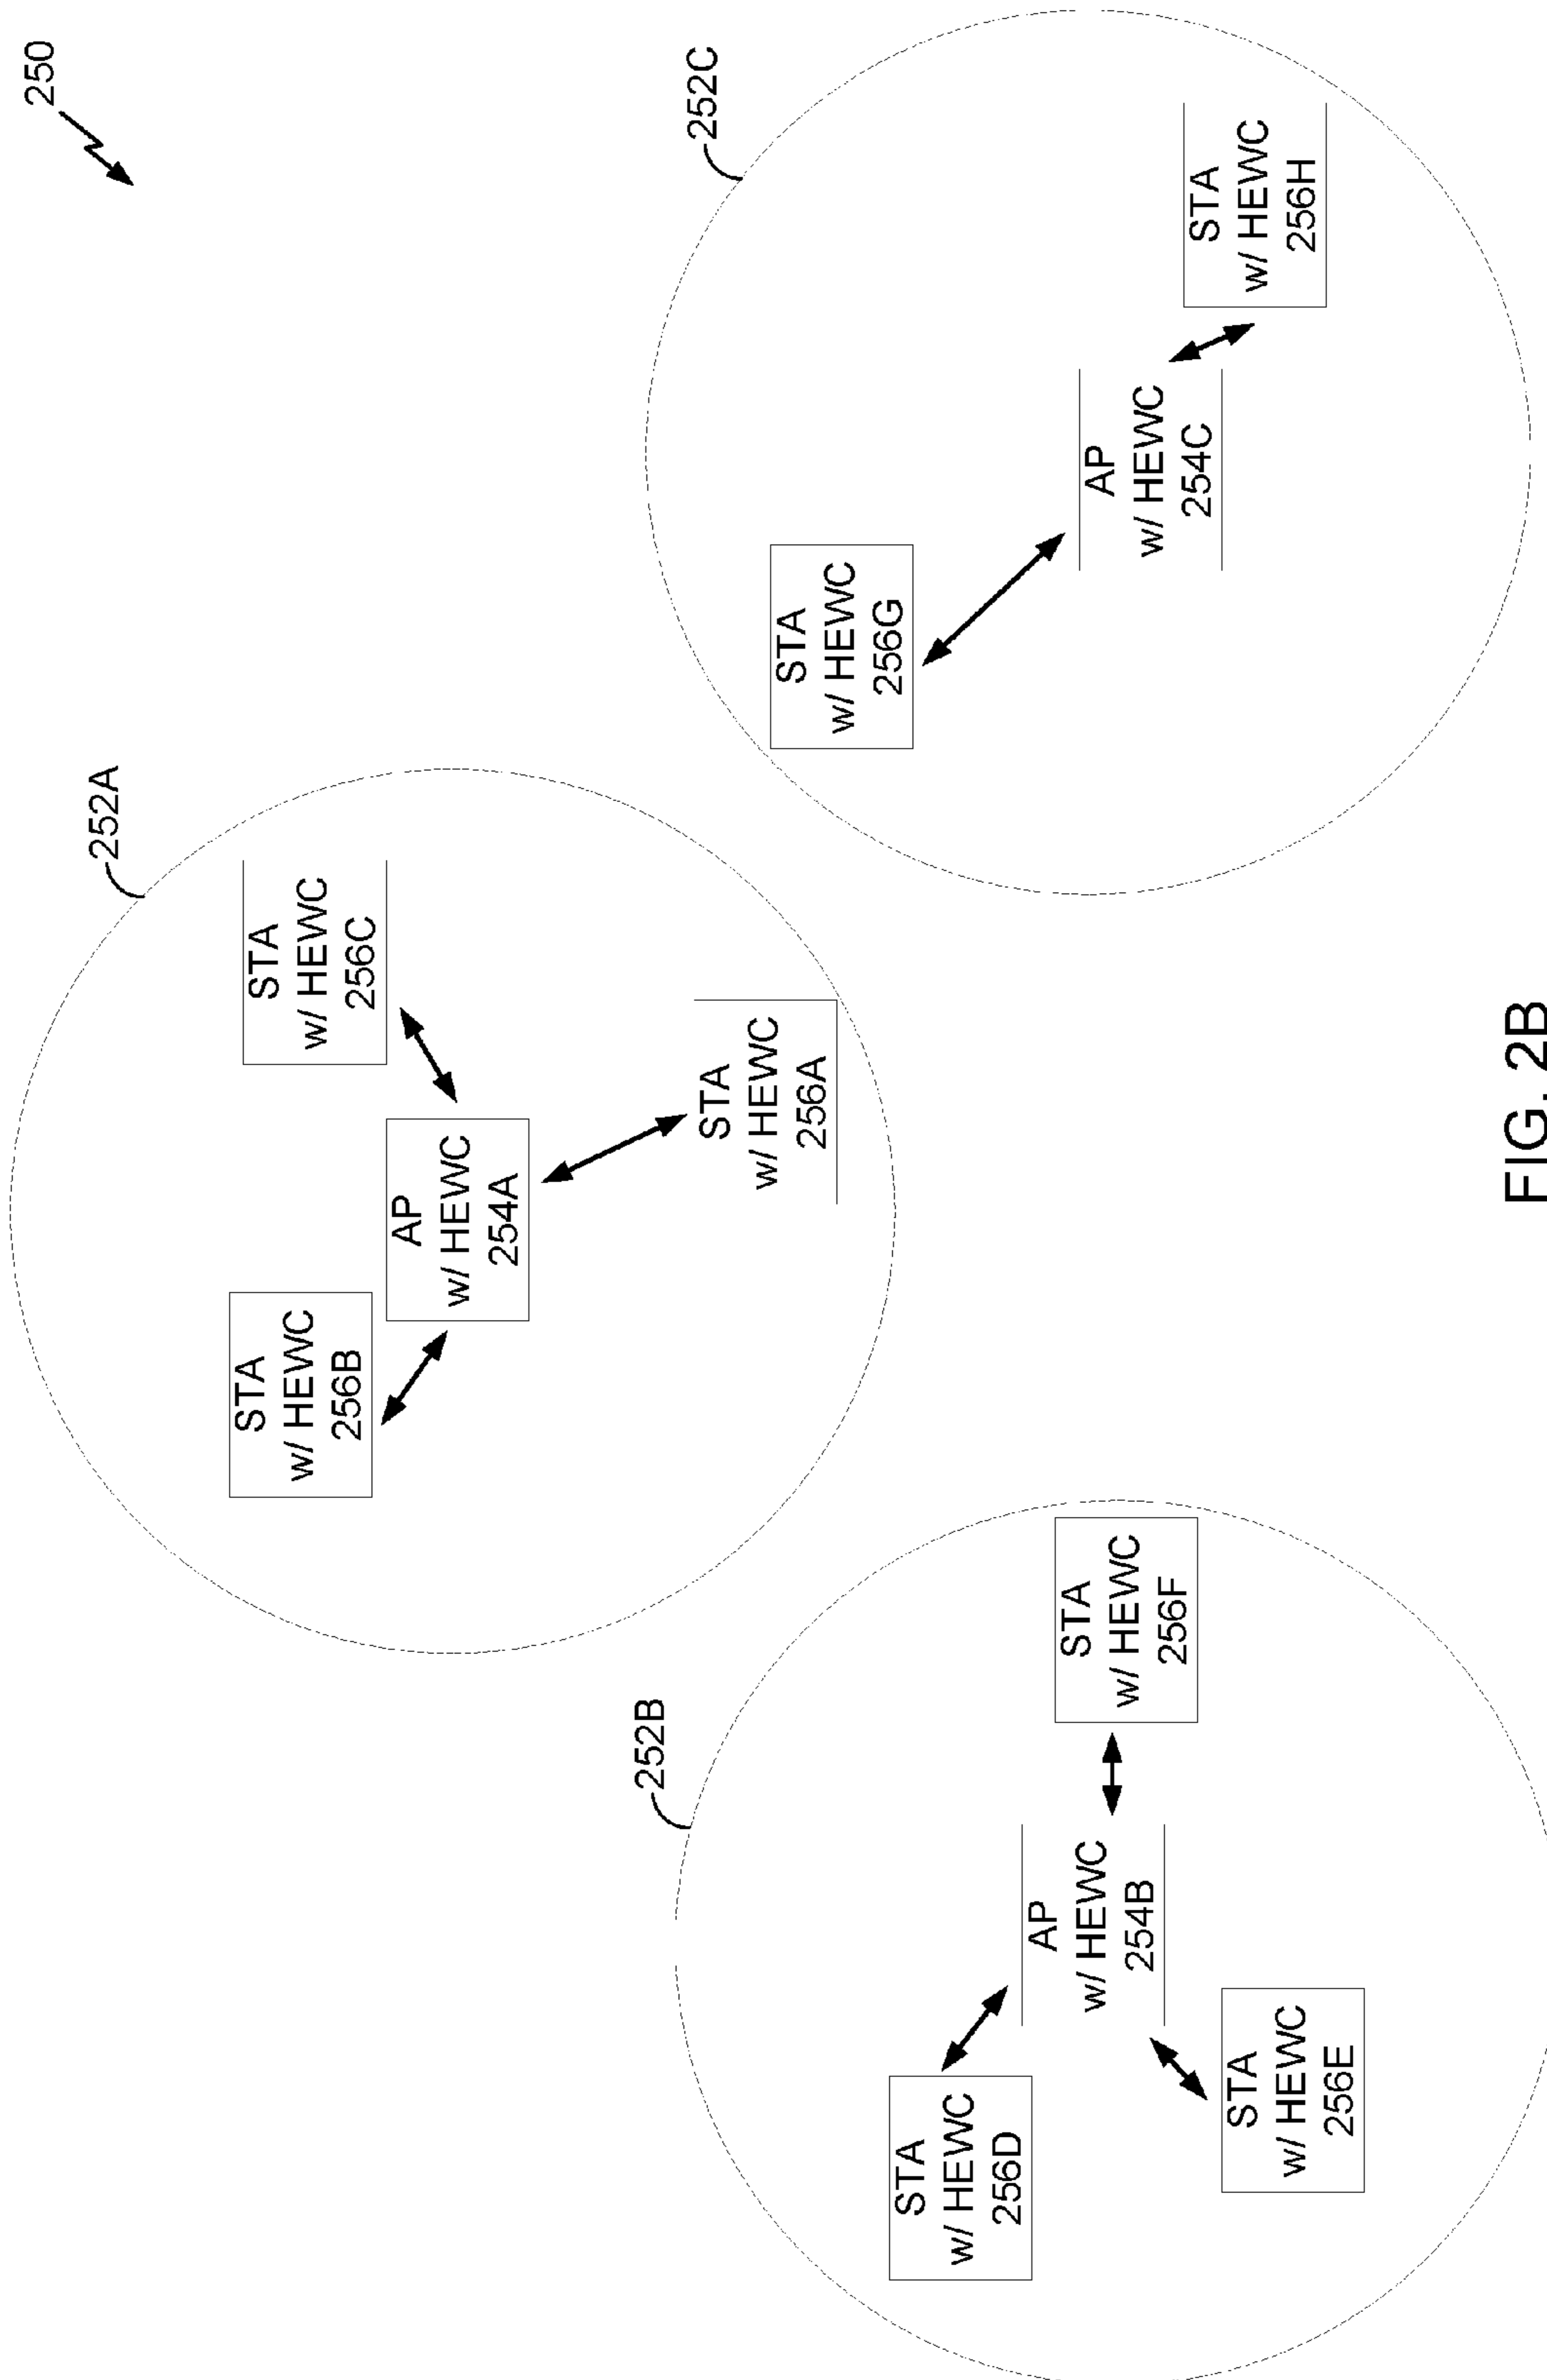 250
252A
STA
w/ HEWC
256B
STA
w/ HEWC
256C
AP
w/ HEWC
254A
STA
w/ HEWC
256A
252B
STA
w/ HEWC
256D
AP
w/ HEWC
254B
STA
w/ HEWC
256F
STA
w/ HEWC
256E
252C
STA
w/ HEWC
256G
AP
w/ HEWC
254C
STA
w/ HEWC
256H
FIG. 2B